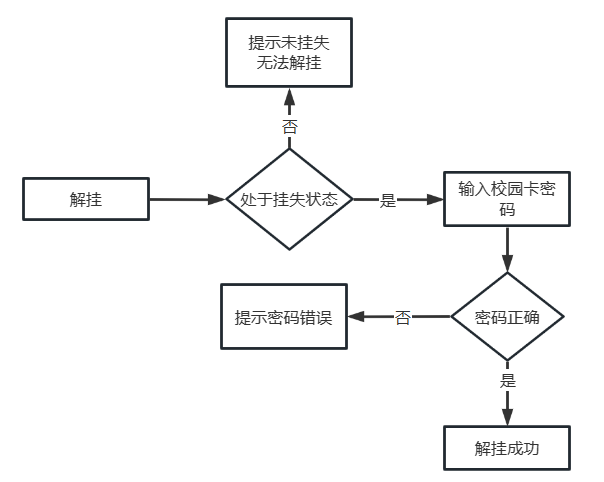 提示未挂失
无法解挂
否
解挂
处于挂失状态
是
输入校园卡密
码
提示密码错误
否
密码正确
是
解挂成功